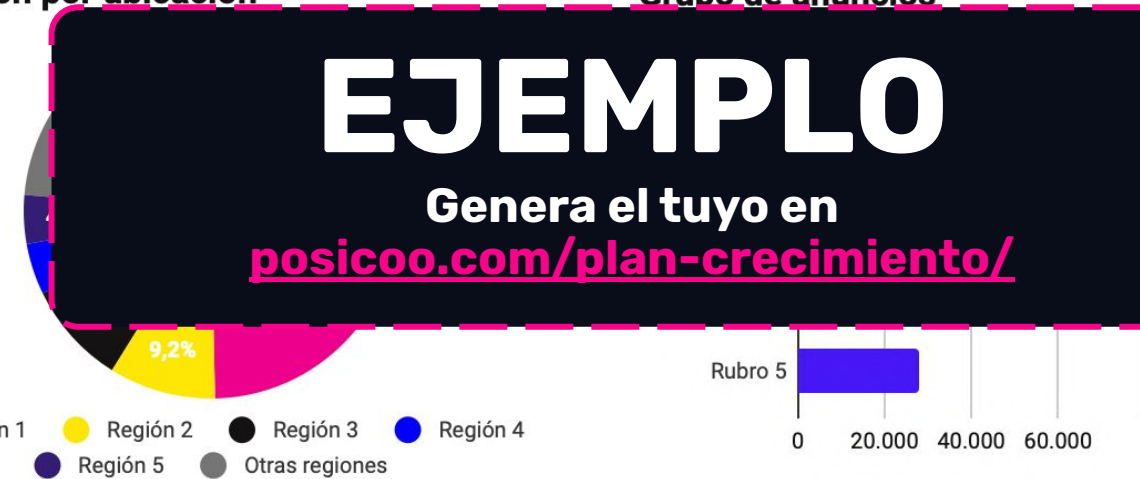 EJEMPLO
Genera el tuyo en
posicoo.com/plan-crecimiento/
9,2%
Rubro 5
0 20.000 40.000 60.000
n 1 Región 2 Región 3 Región 4
Región 5 Otras regiones